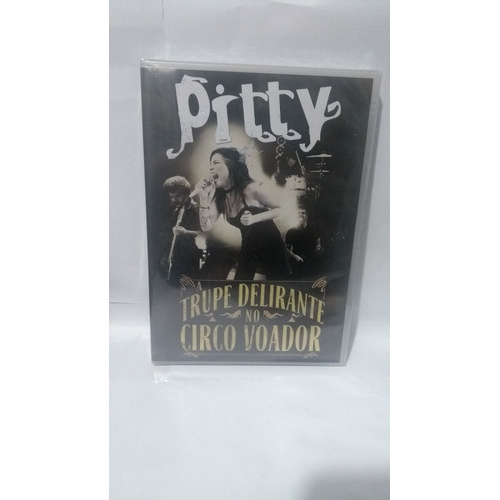 pitty
A
TRUPE DELIRANTE
NO
CIRCO VOADOR